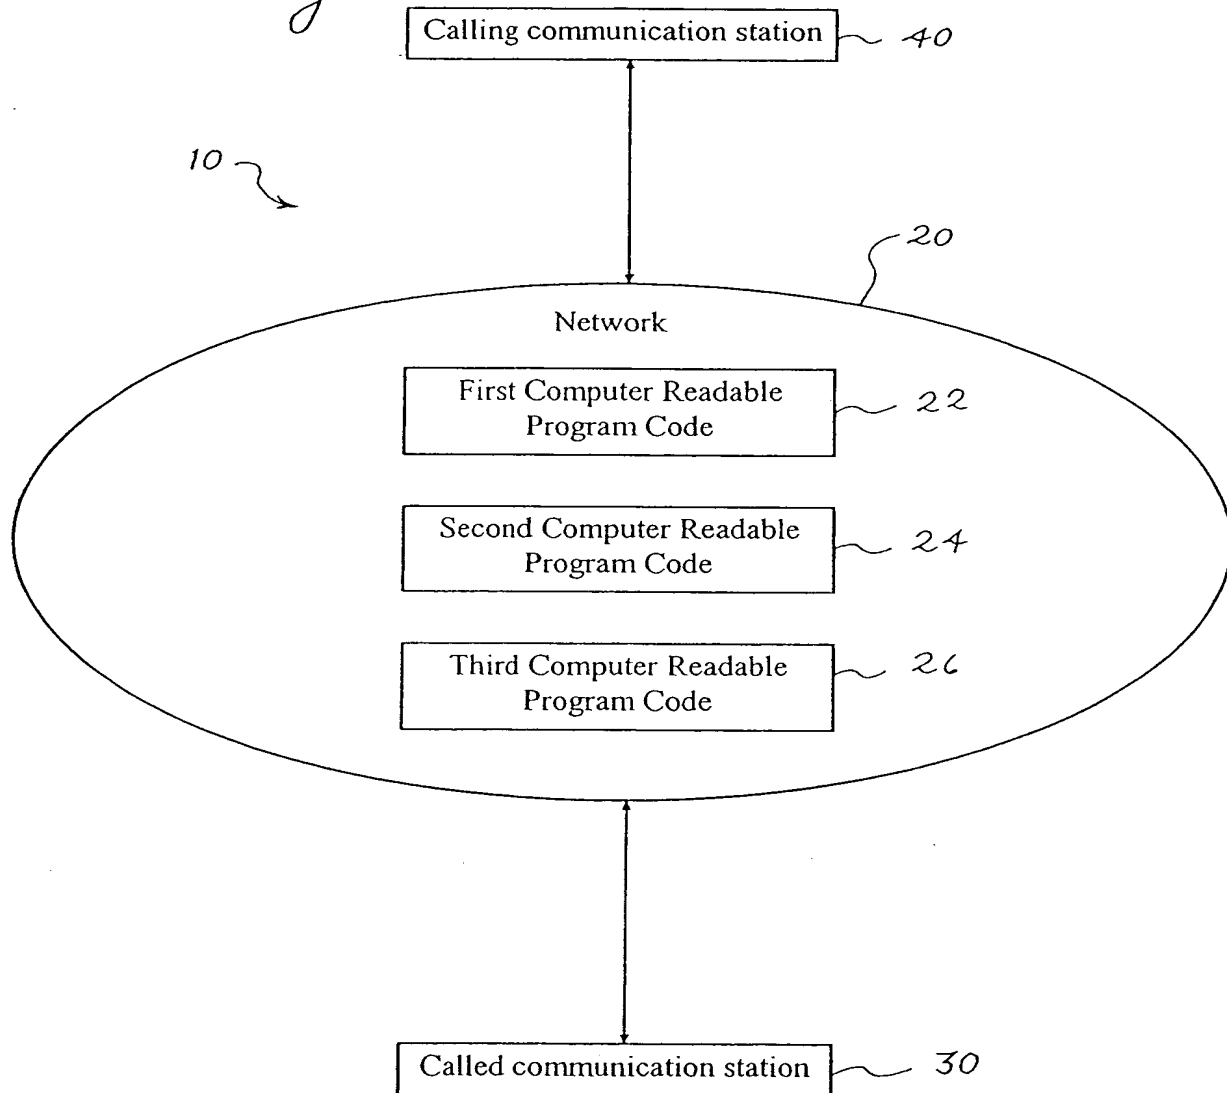 Calling communication station 40
10
20
Network
First Computer Readable
Program Code
22
Second Computer Readable
Program Code
24
Third Computer Readable
Program Code
26
Called communication station 30